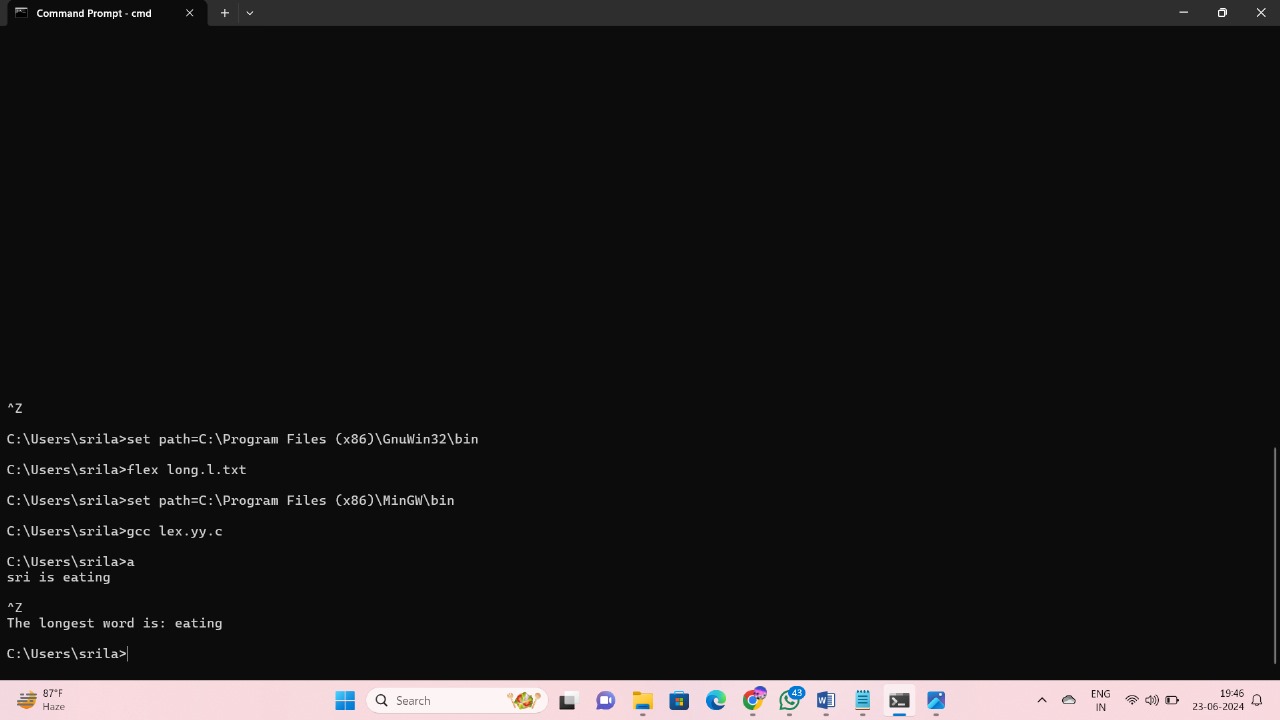 Command Prompt - cmd
^Z
C:\Users\srila>set path=C:\Program Files (x86)\GnuWin32\bin
C:\Users\srila>flex long.l.txt
C:\Users\srila>set path=C:\Program Files (x86)\MinGW\bin
C:\Users\srila>gcc lex.yy.c
C:\Users\srila>a
sri is eating
^Z
The longest word is: eating
C:\Users\srila>
87°F
Haze
Search
43
ENG
IN
19:46
23-06-2024